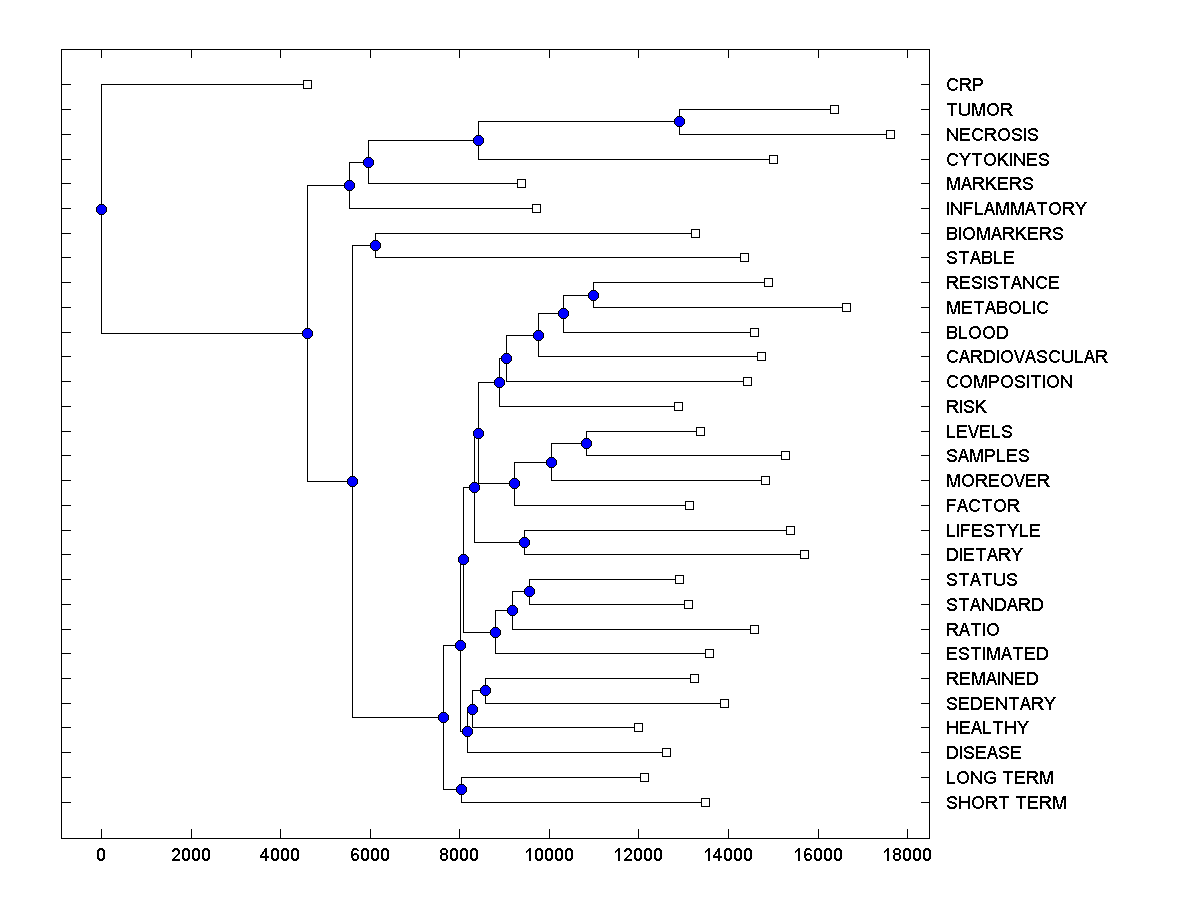 CRP
TUMOR
NECROSIS
CYTOKINES
MARKERS
INFLAMMATORY
BIOMARKERS
STABLE
RESISTANCE
METABOLIC
BLOOD
CARDIOVASCULAR
COMPOSITION
RISK
LEVELS
SAMPLES
MOREOVER
FACTOR
LIFESTYLE
DIETARY
STATUS
STANDARD
RATIO
ESTIMATED
REMAINED
SEDENTARY
HEALTHY
DISEASE
LONG TERM
SHORT TERM
0 2000 4000 6000 8000 10000 12000 14000 16000 18000